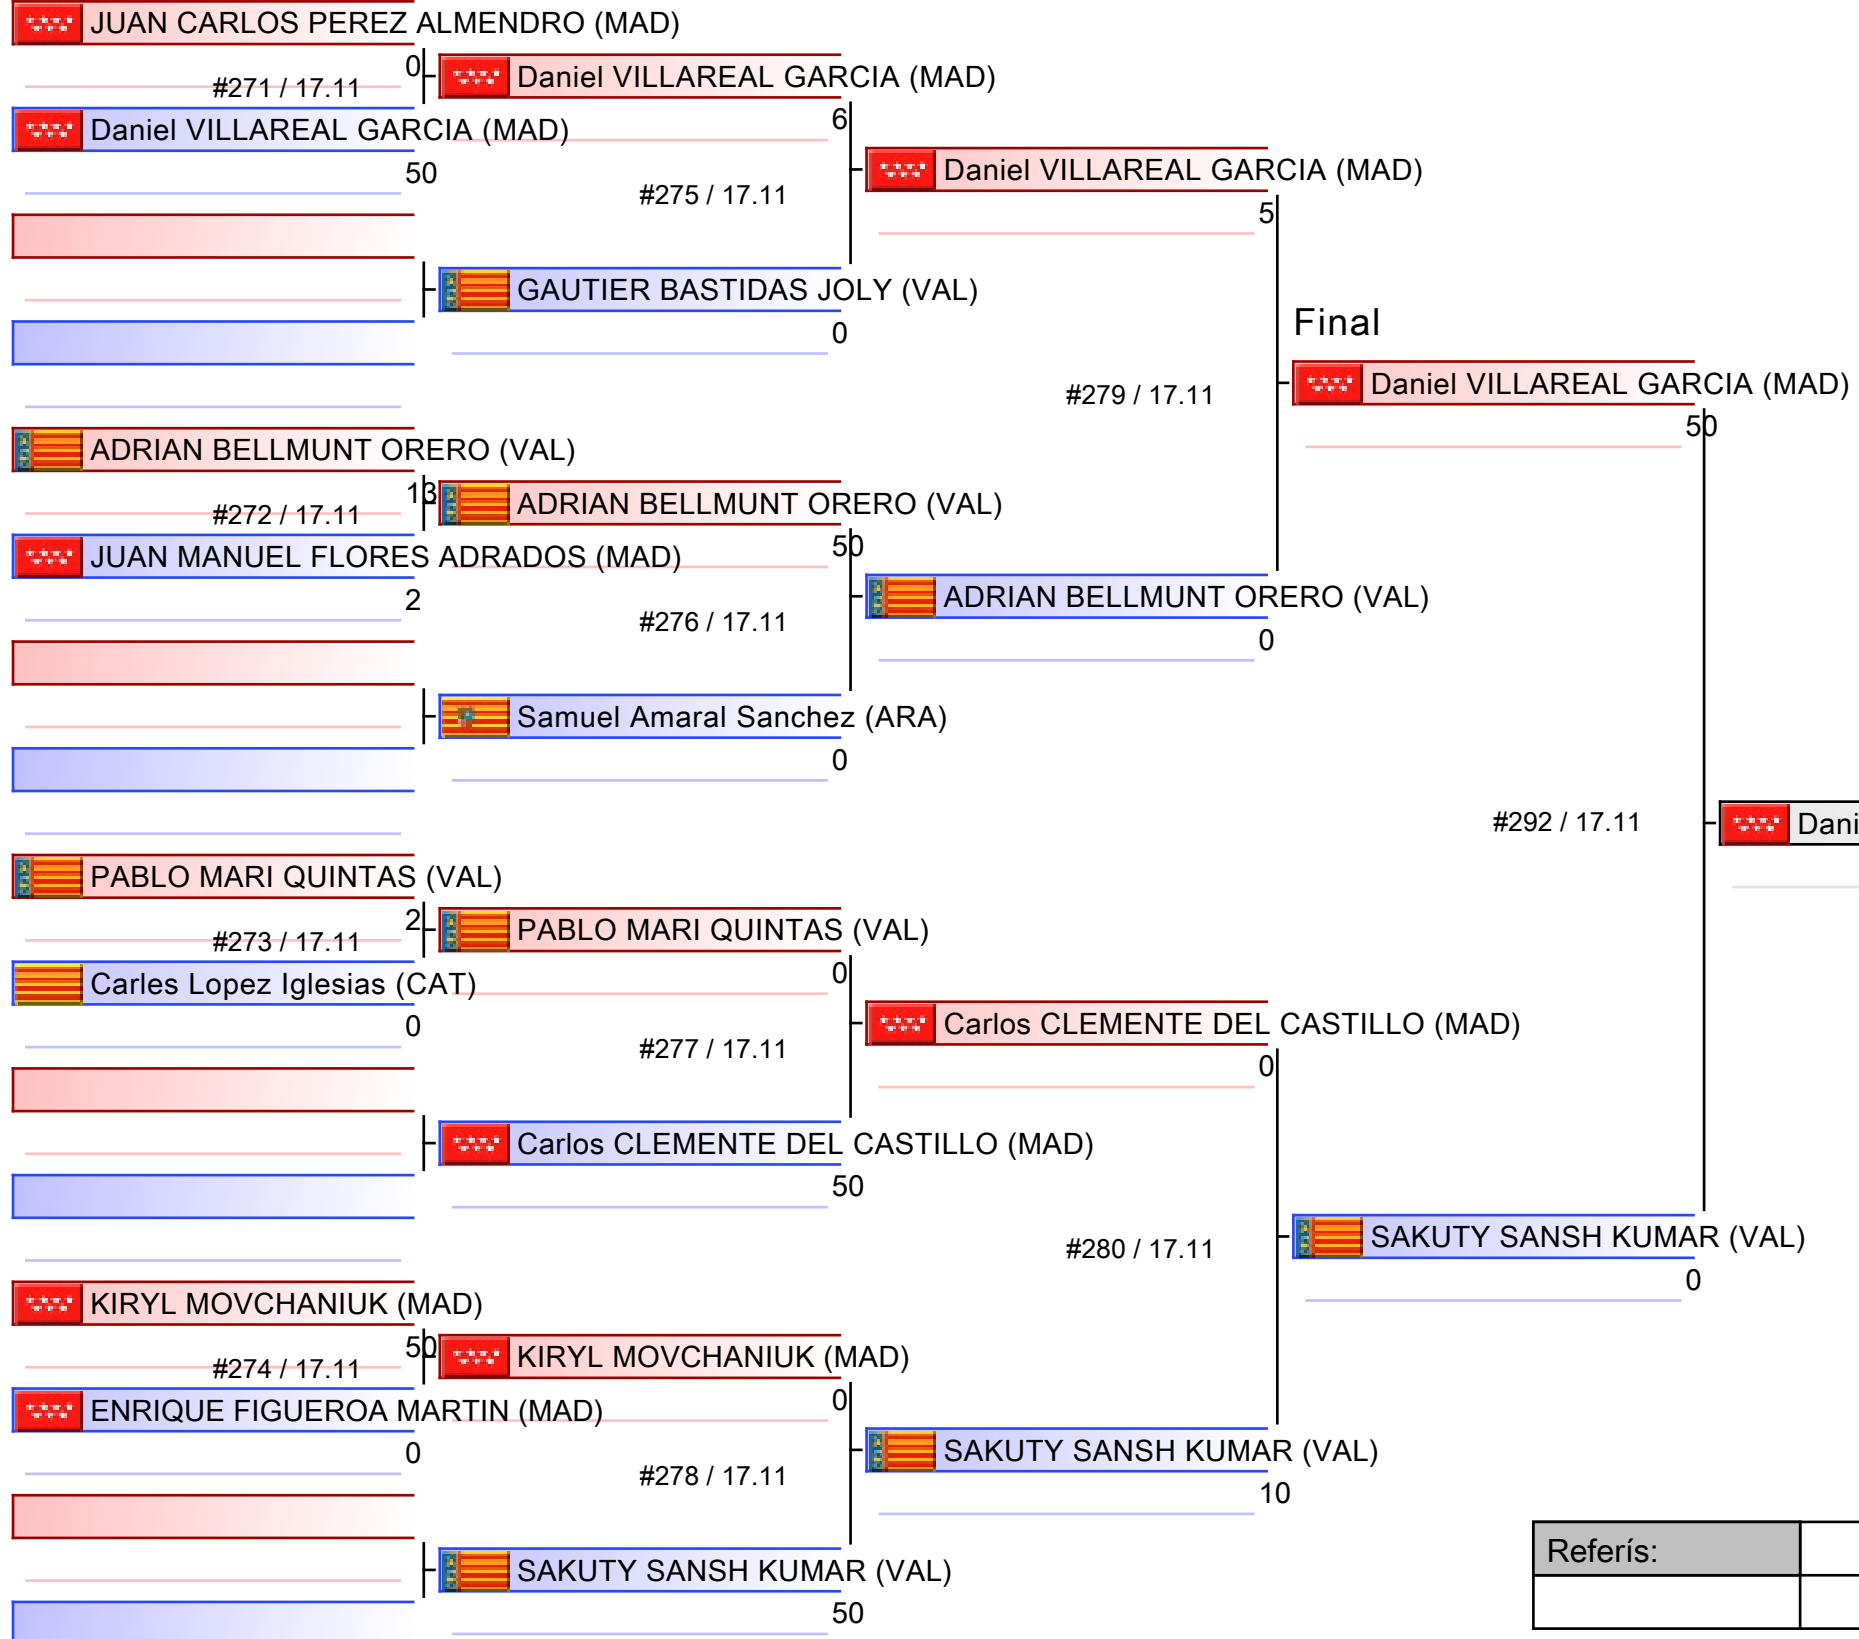 JUAN CARLOS PEREZ ALMENDRO (MAD)
0
#271 / 17.11
Daniel VILLAREAL GARCIA (MAD)
50
ADRIAN BELLMUNT ORERO (VAL)
13
#272 / 17.11
JUAN MANUEL FLORES ADRADOS (MAD)
2
PABLO MARI QUINTAS (VAL)
2
#273 / 17.11
Carles Lopez Iglesias (CAT)
0
KIRYL MOVCHANIUK (MAD)
50
#274 / 17.11
ENRIQUE FIGUEROA MARTIN (MAD)
0
Daniel VILLAREAL GARCIA (MAD)
6
#275 / 17.11
GAUTIER BASTIDAS JOLY (VAL)
0
ADRIAN BELLMUNT ORERO (VAL)
50
#276 / 17.11
Samuel Amaral Sanchez (ARA)
0
PABLO MARI QUINTAS (VAL)
0
#277 / 17.11
Carlos CLEMENTE DEL CASTILLO (MAD)
50
KIRYL MOVCHANIUK (MAD)
0
#278 / 17.11
SAKUTY SANSH KUMAR (VAL)
50
Daniel VILLAREAL GARCIA (MAD)
5
#279 / 17.11
ADRIAN BELLMUNT ORERO (VAL)
0
Carlos CLEMENTE DEL CASTILLO (MAD)
0
#280 / 17.11
SAKUTY SANSH KUMAR (VAL)
10
Final
Daniel VILLAREAL GARCIA (MAD)
50
#292 / 17.11
SAKUTY SANSH KUMAR (VAL)
0
Dani
Referís: